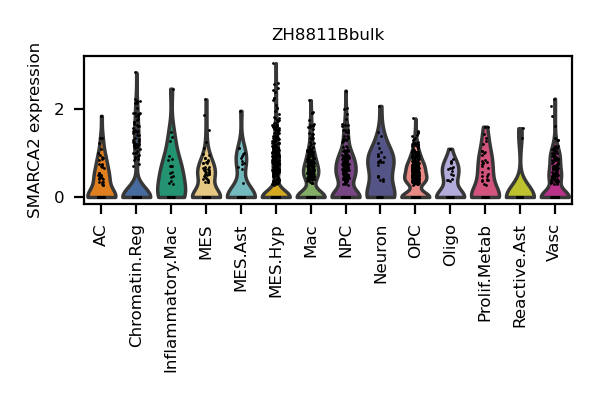 ZH8811Bbulk
SMARCA2 expression
2
0
AC
Chromatin.Reg
Inflammatory.Mac
MES
MES.Ast
MES.Hyp
Mac
NPC
Neuron
OPC
Oligo
Prolif.Metab
Reactive.Ast
Vasc